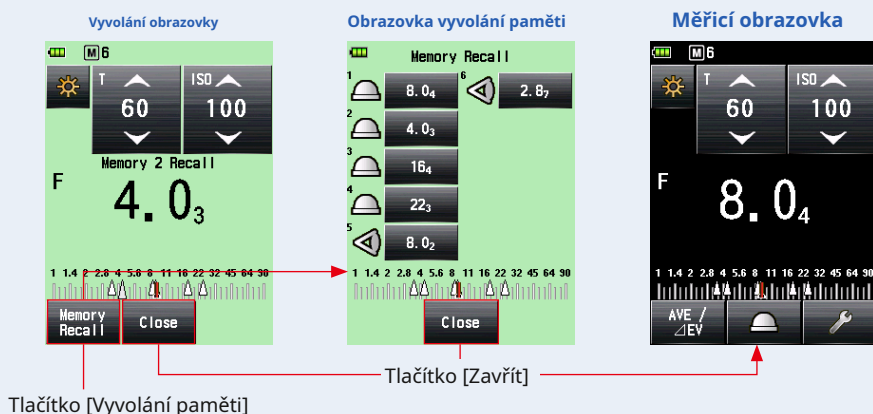 Vyvolání obrazovky
M 6
T
ISO
60
100
Memory 2 Recall
F
4.0₃
1 1.4 2 2.8 4 5.6 8 11 16 22 32 45 64 90
Memory
Recall
Close
Obrazovka vyvolání paměti
Memory Recall
1
8.0₄
6
2.8₇
2
4.0₃
3
16₄
4
22₃
5
8.0₂
1 1.4 2 2.8 4 5.6 8 11 16 22 32 45 64 90
Close
Měřicí obrazovka
M 6
T
ISO
60
100
F
8.0₄
1 1.4 2 2.8 4 5.6 8 11 16 22 32 45 64 90
AVE /
⊿EV
Tlačítko [Zavřít]
Tlačítko [Vyvolání paměti]